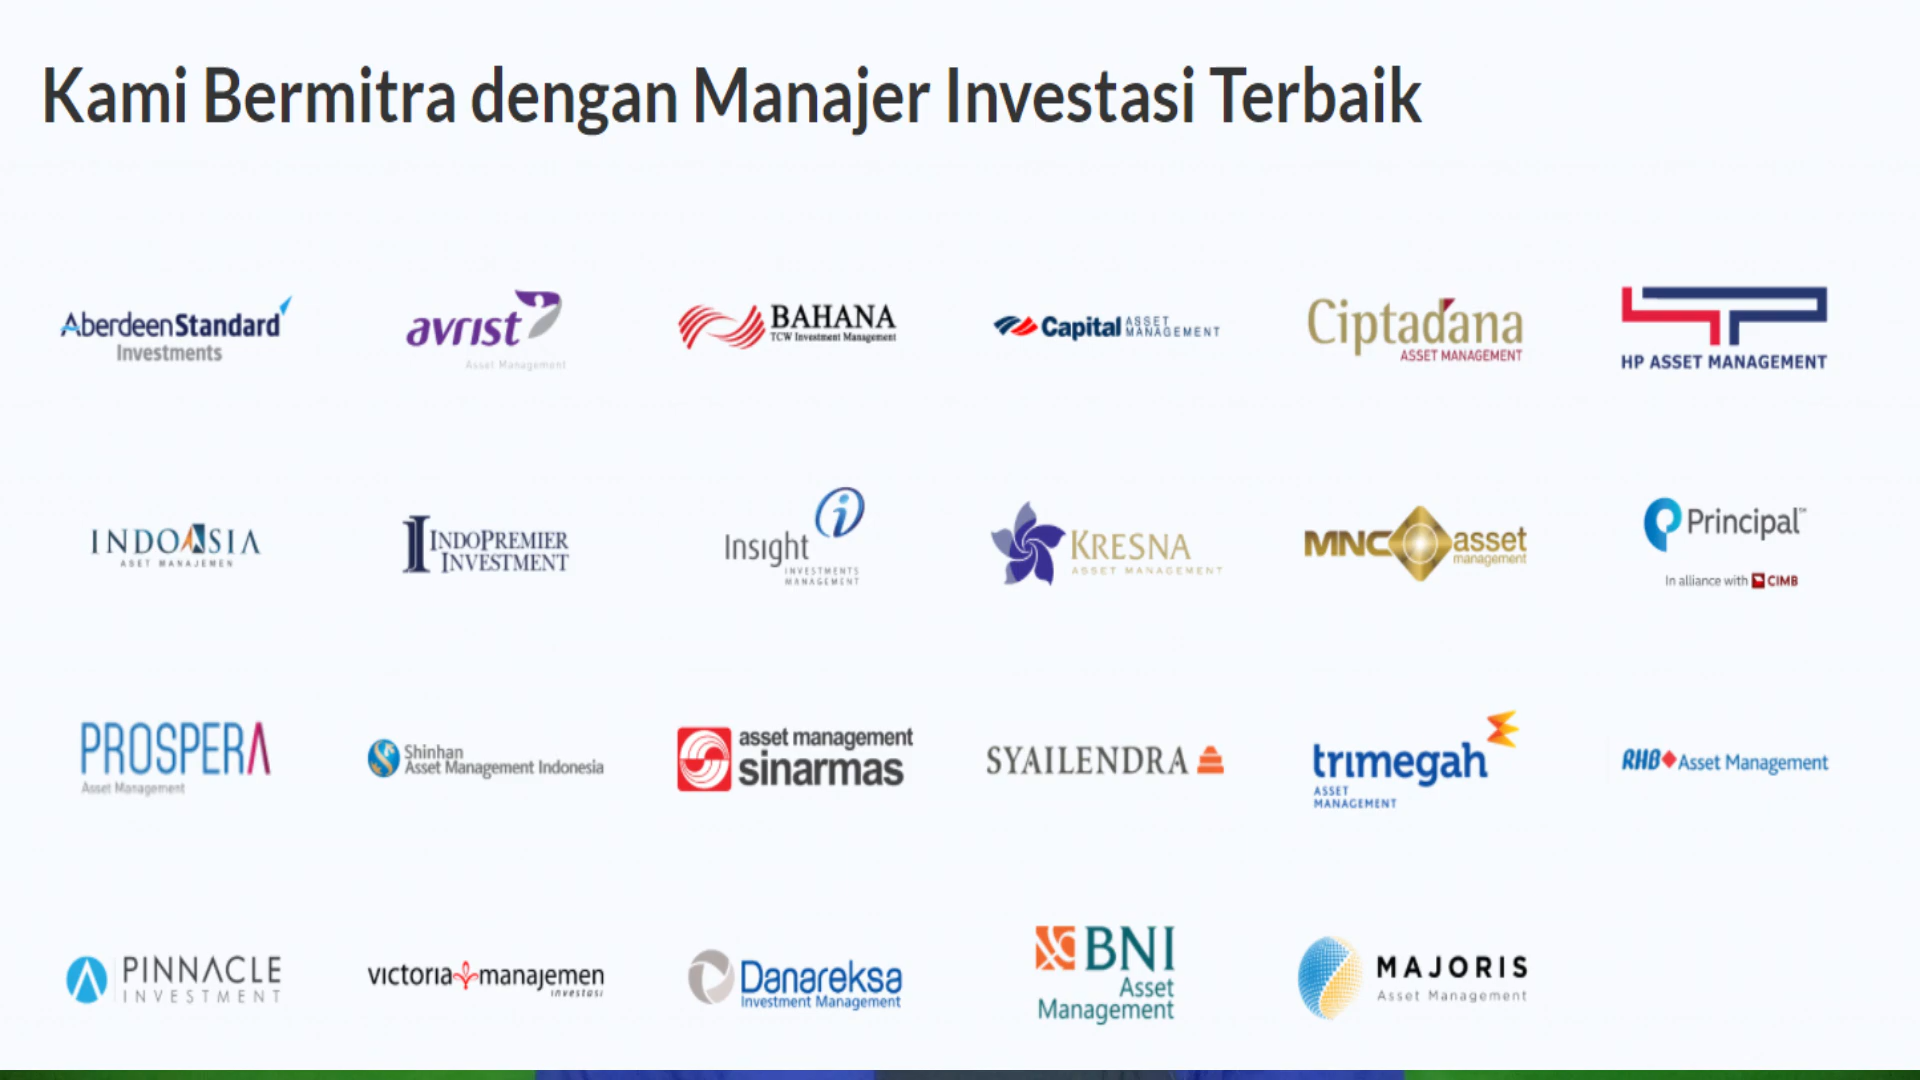 Kami Bermitra dengan Manajer Investasi Terbaik
AberdeenStandard
Investments
avrist
Asset Management
BAHANA
TCW Investment Management
Capital ASSET
MANAGEMENT
Ciptadana
ASSET MANAGEMENT
HP ASSET MANAGEMENT
INDOASIA
ASET MANAJEMEN
INDOPREMIER
INVESTMENT
Insight
INVESTMENTS
MANAGEMENT
KRESNA
ASSET MANAGEMENT
MNC asset
management
Principal™
In alliance with CIMB
PROSPERA
Asset Management
Shinhan
Asset Management Indonesia
asset management
sinarmas
SYAILENDRA
trimegah
ASSET
MANAGEMENT
RHB Asset Management
PINNACLE
INVESTMENT
victoria manajemen
investasi
Danareksa
Investment Management
BNI
Asset
Management
MAJORIS
Asset Management